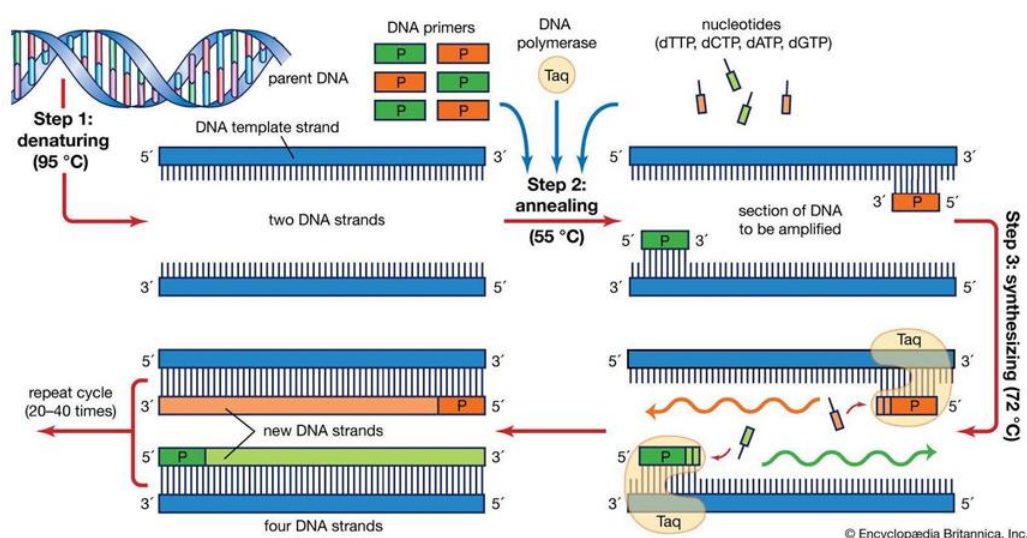 DNA primers
P P
P P
P P
DNA
polymerase
Taq
nucleotides
(dTTP, dCTP, dATP, dGTP)
parent DNA
Step 1:
denaturing
(95 °C)
DNA template strand
5′ 3′
two DNA strands
3′ 5′
Step 2:
annealing
(55 °C)
5′ 3′
3′ P 5′
section of DNA
to be amplified
5′ P 3′
3′ 5′
Step 3: synthesizing (72 °C)
Taq
5′ 3′
P 5′
5′ P
3′ 5′
Taq
5′ 3′
3′ P 5′
new DNA strands
5′ P 3′
3′ 5′
four DNA strands
repeat cycle
(20–40 times)
© Encyclopædia Britannica, Inc.